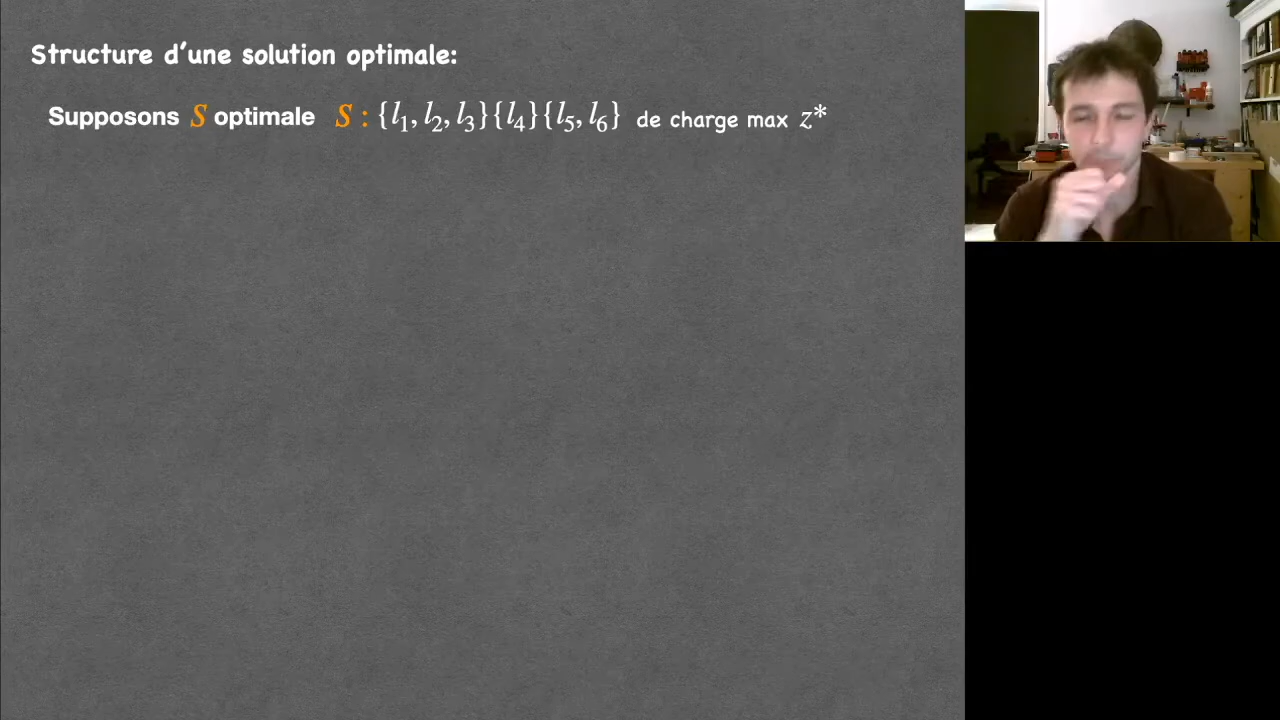 Structure d'une solution optimale:
Supposons S optimale S : {l₁, l₂, l₃}{l₄}{l₅, l₆} de charge max z*